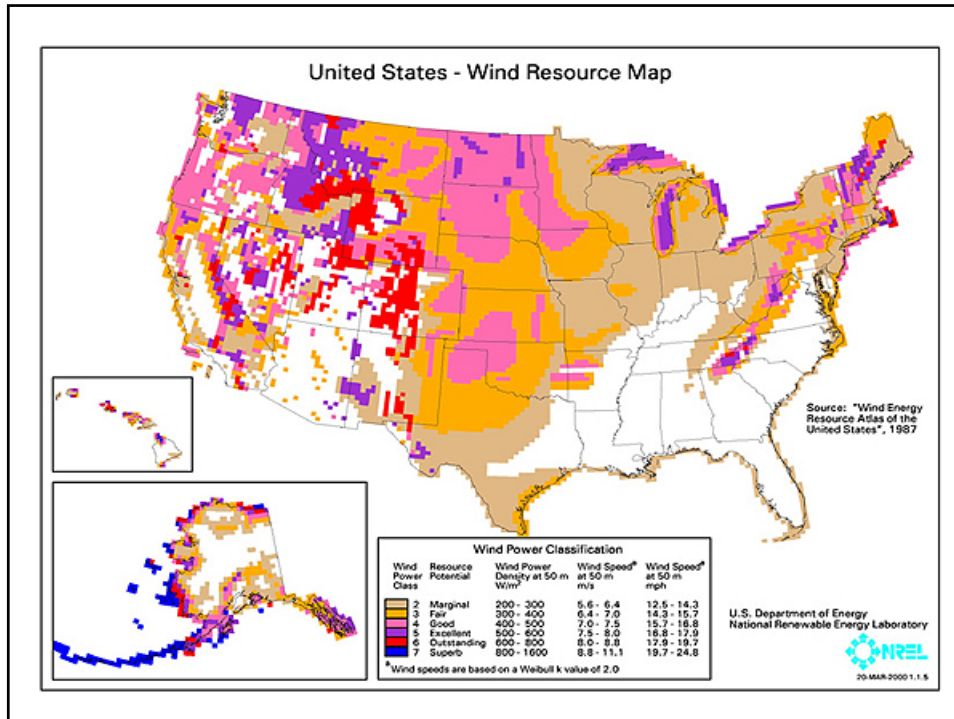 United States - Wind Resource Map
Source: "Wind Energy
Resource Atlas of the
United States", 1987
Wind Power Classification
Wind Power Class Resource Potential Wind Power Density at 50 m W/m² Wind Speedᵃ at 50 m m/s Wind Speedᵃ at 50 m mph
2 Marginal 200 - 300 5.6 - 6.4 12.5 - 14.3
3 Fair 300 - 400 6.4 - 7.0 14.3 - 15.7
4 Good 400 - 500 7.0 - 7.5 15.7 - 16.8
5 Excellent 500 - 600 7.5 - 8.0 16.8 - 17.9
6 Outstanding 600 - 800 8.0 - 8.8 17.9 - 19.7
7 Superb 800 - 1600 8.8 - 11.1 19.7 - 24.8
ᵃ Wind speeds are based on a Weibull k value of 2.0
U.S. Department of Energy
National Renewable Energy Laboratory
NREL
20-MAR-2000 1.1.5